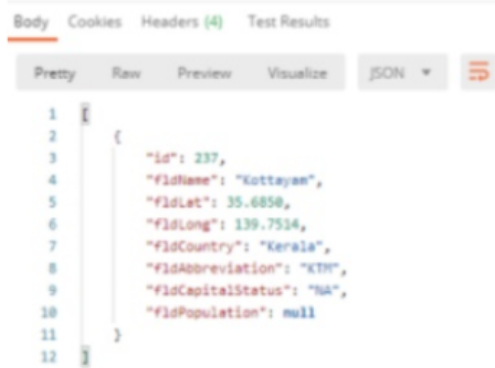 Body Cookies Headers (4) Test Results
Pretty Raw Preview Visualize JSON
1 [
2 {
3 "id": 237,
4 "fldName": "Kottayam",
5 "fldLat": 35.6850,
6 "fldLong": 139.7514,
7 "fldCountry": "Kerala",
8 "fldAbbreviation": "KTM",
9 "fldCapitalStatus": "NA",
10 "fldPopulation": null
11 }
12 ]